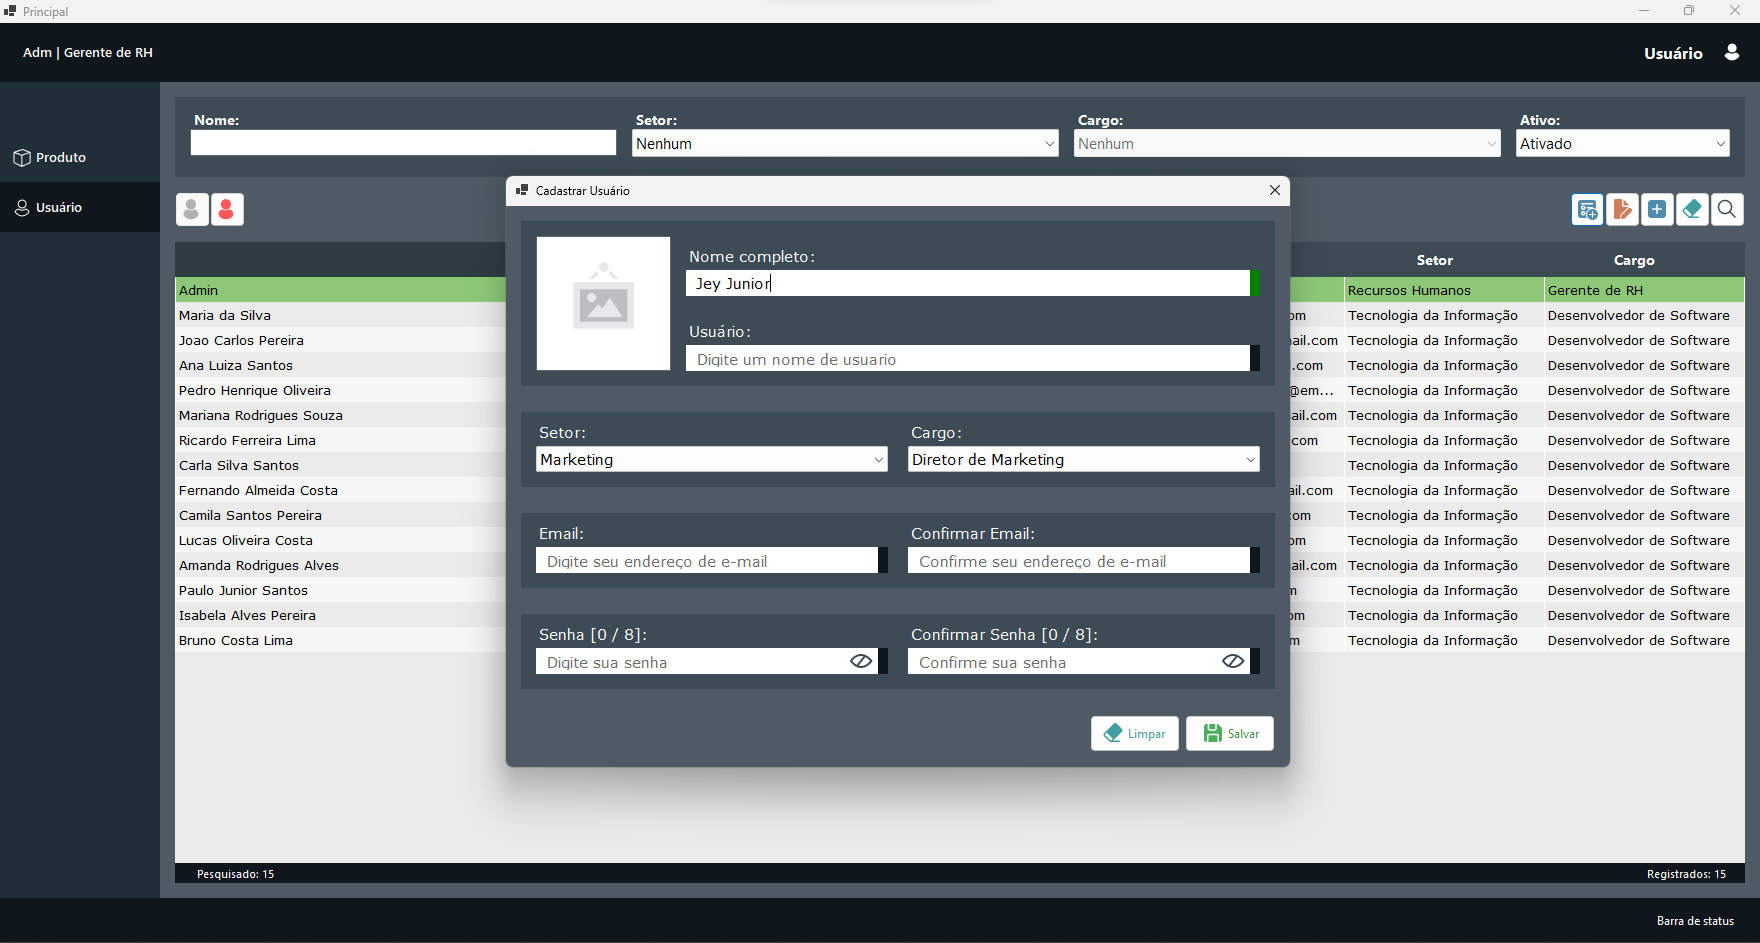 Principal
Adm | Gerente de RH
Usuário
Produto
Usuário
Nome:
Setor:
Cargo:
Ativo:
Nenhum
Nenhum
Ativado
Cadastrar Usuário
Nome completo:
Jey Junior
Usuário:
Digite um nome de usuario
Setor:
Cargo:
Marketing
Diretor de Marketing
Email:
Confirmar Email:
Digite seu endereço de e-mail
Confirme seu endereço de e-mail
Senha [0 / 8]:
Confirmar Senha [0 / 8]:
Digite sua senha
Confirme sua senha
Limpar
Salvar
Setor Cargo
Admin Recursos Humanos Gerente de RH
Maria da Silva om Tecnologia da Informação Desenvolvedor de Software
Joao Carlos Pereira ail.com Tecnologia da Informação Desenvolvedor de Software
Ana Luiza Santos .com Tecnologia da Informação Desenvolvedor de Software
Pedro Henrique Oliveira @em... Tecnologia da Informação Desenvolvedor de Software
Mariana Rodrigues Souza ail.com Tecnologia da Informação Desenvolvedor de Software
Ricardo Ferreira Lima com Tecnologia da Informação Desenvolvedor de Software
Carla Silva Santos Tecnologia da Informação Desenvolvedor de Software
Fernando Almeida Costa ail.com Tecnologia da Informação Desenvolvedor de Software
Camila Santos Pereira om Tecnologia da Informação Desenvolvedor de Software
Lucas Oliveira Costa om Tecnologia da Informação Desenvolvedor de Software
Amanda Rodrigues Alves ail.com Tecnologia da Informação Desenvolvedor de Software
Paulo Junior Santos m Tecnologia da Informação Desenvolvedor de Software
Isabela Alves Pereira om Tecnologia da Informação Desenvolvedor de Software
Bruno Costa Lima m Tecnologia da Informação Desenvolvedor de Software
Pesquisado: 15
Registrados: 15
Barra de status